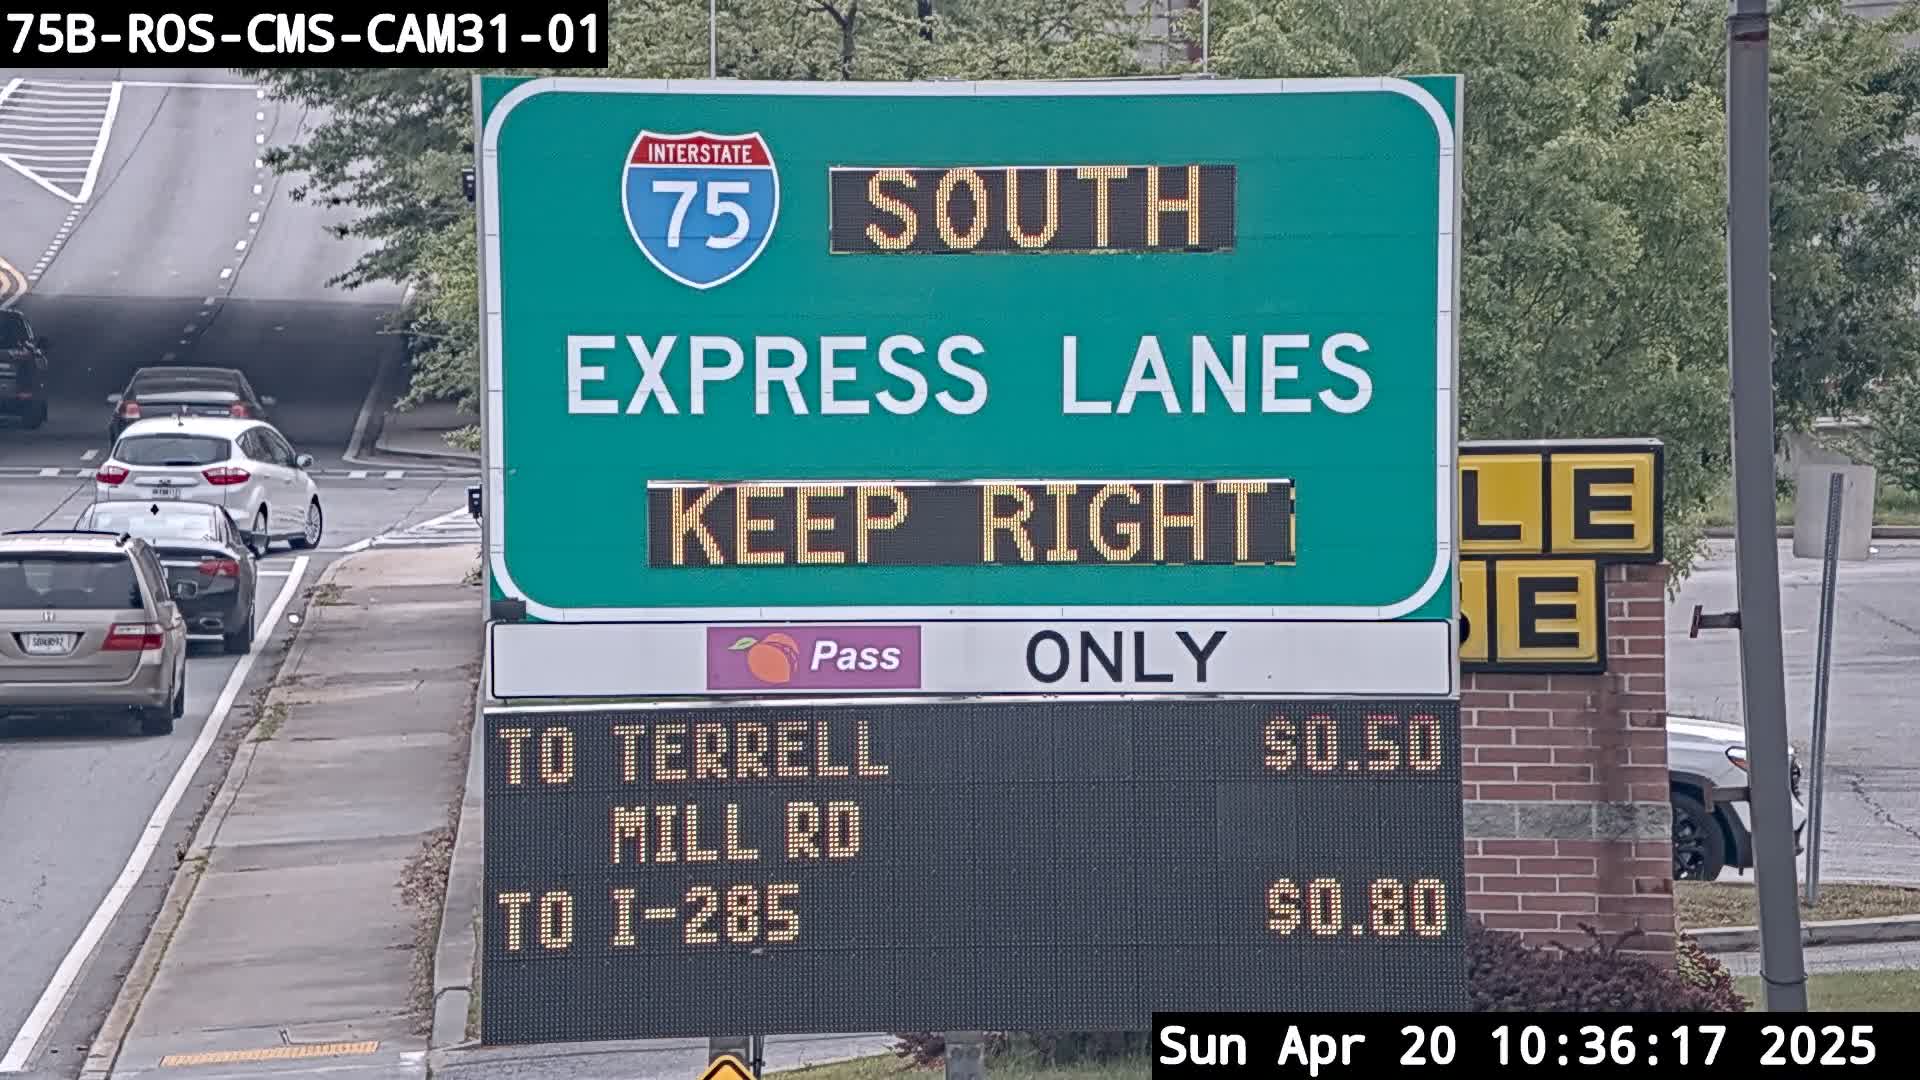 75B-ROS-CMS-CAM31-01
INTERSTATE
75
SOUTH
EXPRESS LANES
KEEP RIGHT
Pass ONLY
TO TERRELL $0.50
MILL RD
TO I-285 $0.80
LE
E
Sun Apr 20 10:36:17 2025